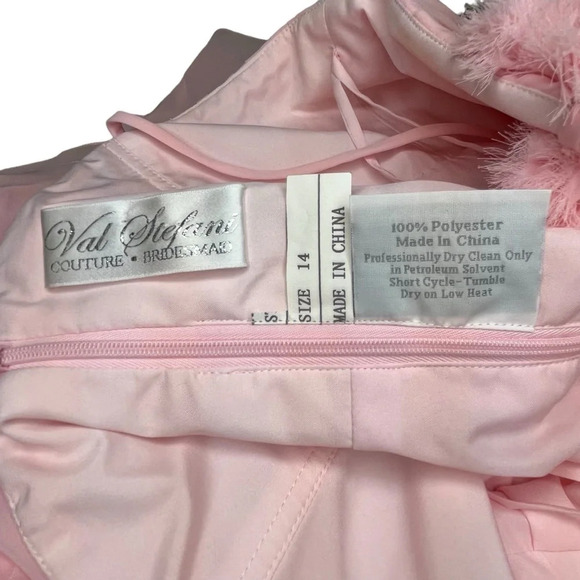 Val Stefani
COUTURE • BRIDESMAID
SIZE 14
MADE IN CHINA
100% Polyester
Made In China
Professionally Dry Clean Only
in Petroleum Solvent
Short Cycle-Tumble
Dry on Low Heat